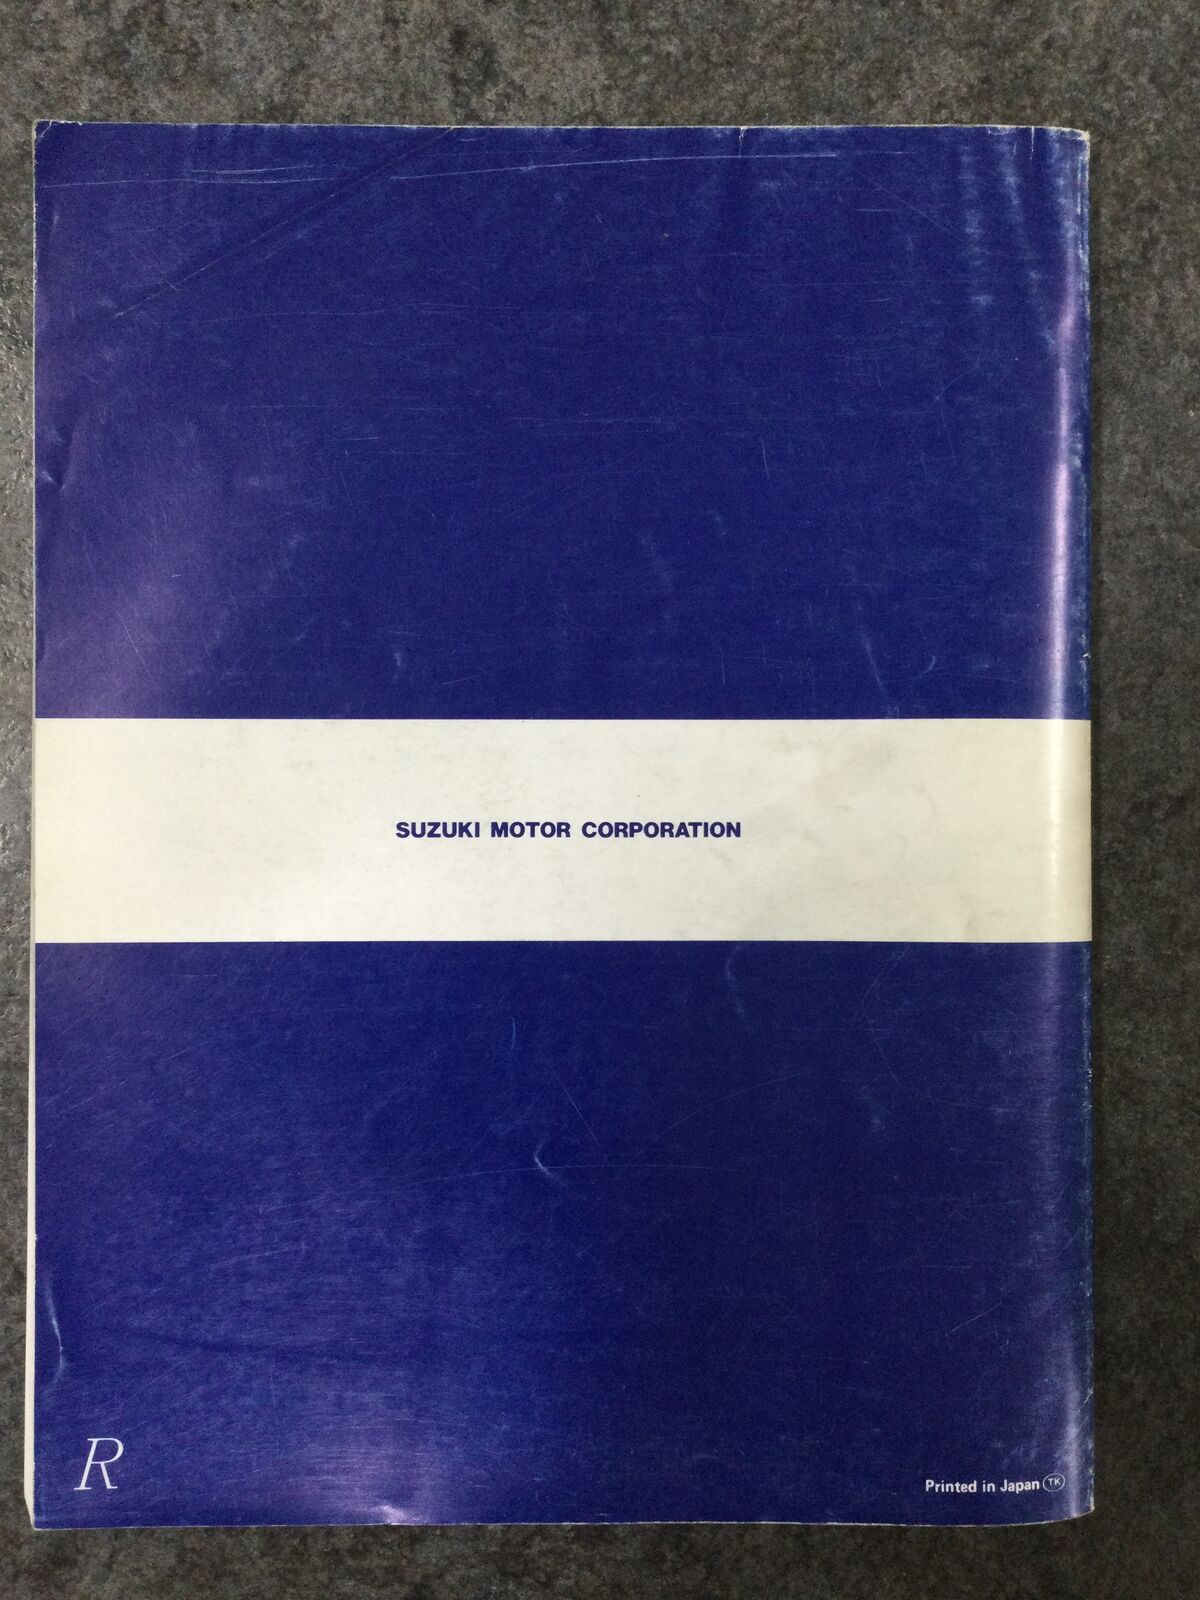 SUZUKI MOTOR CORPORATION
R
Printed in Japan TK